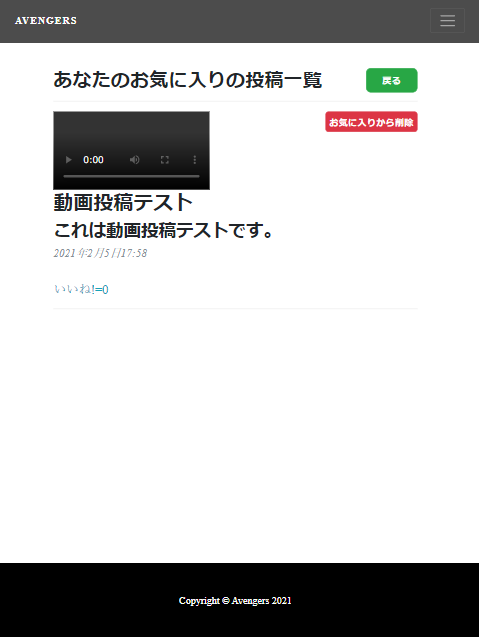 AVENGERS
あなたのお気に入りの投稿一覧
戻る
お気に入りから削除
0:00
動画投稿テスト
これは動画投稿テストです。
2021年2月5日17:58
いいね!=0
Copyright © Avengers 2021